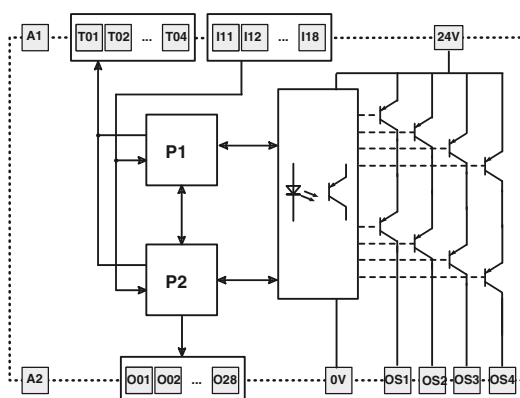 A1 T01 T02 ... T04 I11 I12 ... I18 24V
P1
P2
A2 O01 O02 ... O28 0V OS1 OS2 OS3 OS4